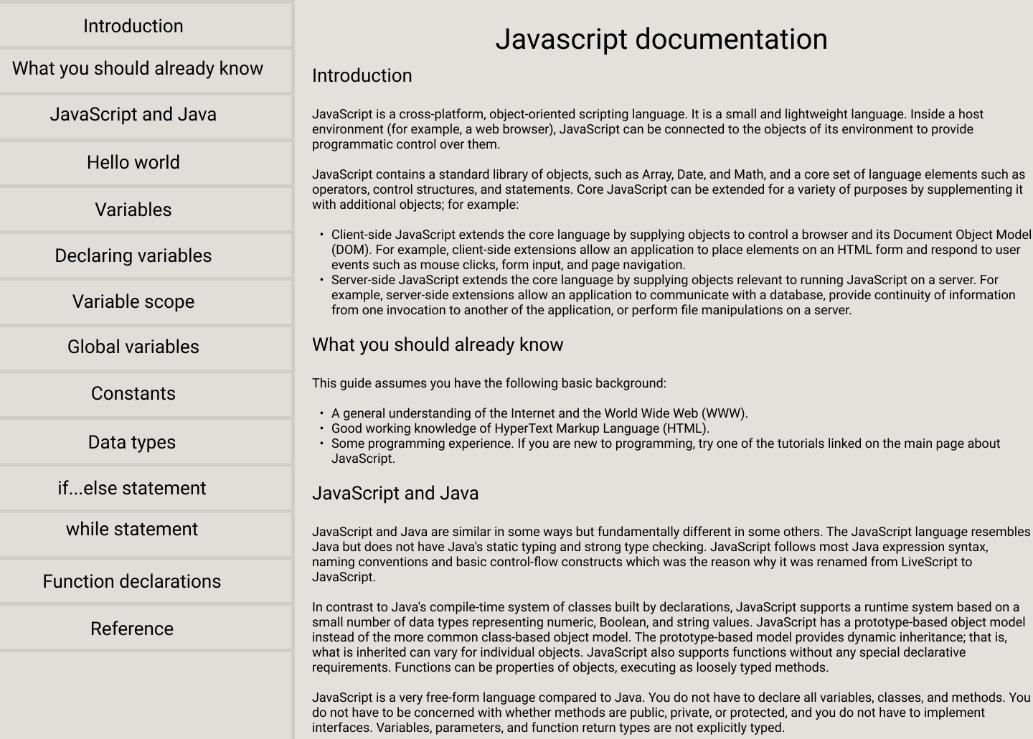 Introduction
What you should already know
JavaScript and Java
Hello world
Variables
Declaring variables
Variable scope
Global variables
Constants
Data types
if...else statement
while statement
Function declarations
Reference
Javascript documentation
Introduction
JavaScript is a cross-platform, object-oriented scripting language. It is a small and lightweight language. Inside a host
environment (for example, a web browser), JavaScript can be connected to the objects of its environment to provide
programmatic control over them.
JavaScript contains a standard library of objects, such as Array, Date, and Math, and a core set of language elements such as
operators, control structures, and statements. Core JavaScript can be extended for a variety of purposes by supplementing it
with additional objects; for example:
• Client-side JavaScript extends the core language by supplying objects to control a browser and its Document Object Model
(DOM). For example, client-side extensions allow an application to place elements on an HTML form and respond to user
events such as mouse clicks, form input, and page navigation.
• Server-side JavaScript extends the core language by supplying objects relevant to running JavaScript on a server. For
example, server-side extensions allow an application to communicate with a database, provide continuity of information
from one invocation to another of the application, or perform file manipulations on a server.
What you should already know
This guide assumes you have the following basic background:
• A general understanding of the Internet and the World Wide Web (WWW).
• Good working knowledge of HyperText Markup Language (HTML).
• Some programming experience. If you are new to programming, try one of the tutorials linked on the main page about
JavaScript.
JavaScript and Java
JavaScript and Java are similar in some ways but fundamentally different in some others. The JavaScript language resembles
Java but does not have Java's static typing and strong type checking. JavaScript follows most Java expression syntax,
naming conventions and basic control-flow constructs which was the reason why it was renamed from LiveScript to
JavaScript.
In contrast to Java's compile-time system of classes built by declarations, JavaScript supports a runtime system based on a
small number of data types representing numeric, Boolean, and string values. JavaScript has a prototype-based object model
instead of the more common class-based object model. The prototype-based model provides dynamic inheritance; that is,
what is inherited can vary for individual objects. JavaScript also supports functions without any special declarative
requirements. Functions can be properties of objects, executing as loosely typed methods.
JavaScript is a very free-form language compared to Java. You do not have to declare all variables, classes, and methods. You
do not have to be concerned with whether methods are public, private, or protected, and you do not have to implement
interfaces. Variables, parameters, and function return types are not explicitly typed.